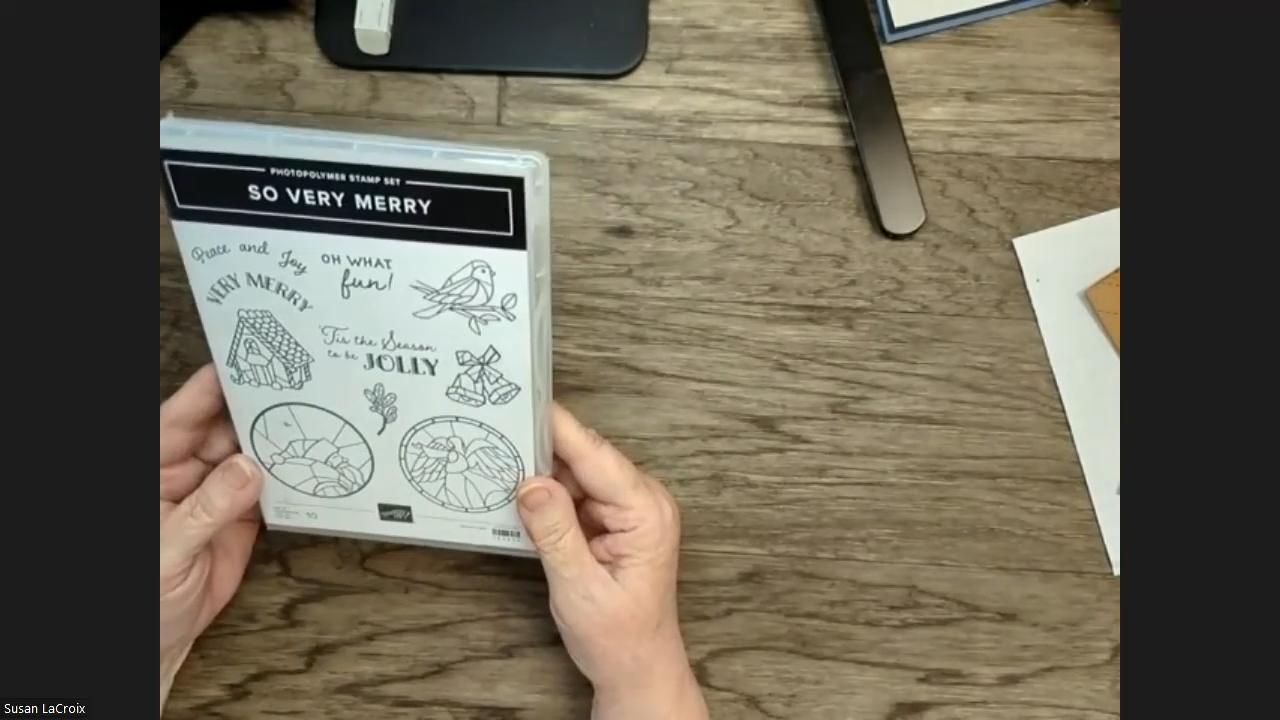 PHOTOPOLYMER STAMP SET
SO VERY MERRY
Peace and Joy
VERY MERRY
OH WHAT
fun!
'Tis the Season
to be JOLLY
Susan LaCroix